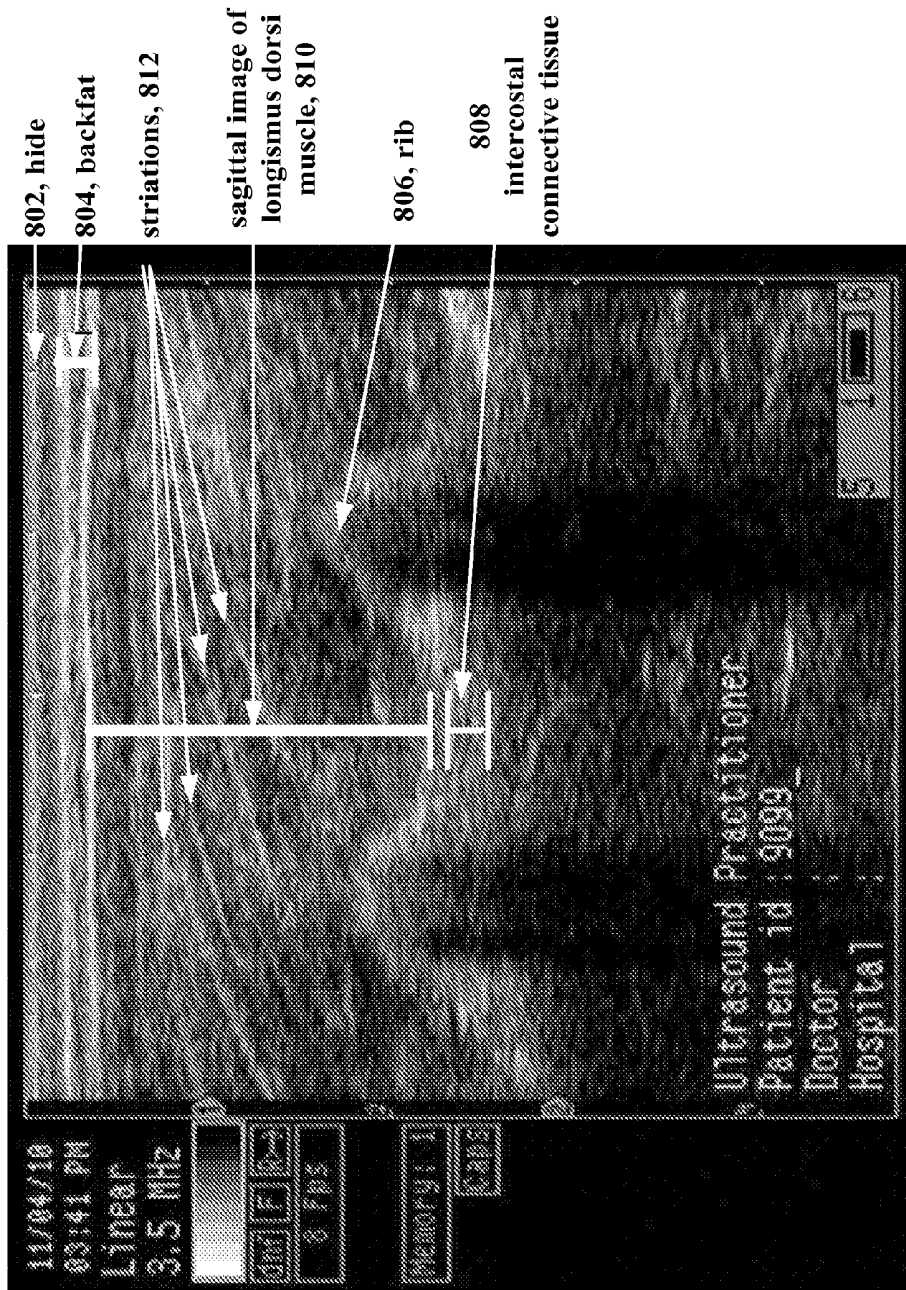 802, hide
804, backfat
striations, 812
sagittal image of
longismus dorsi
muscle, 810
806, rib
808
intercostal
connective tissue
11/04/10
03:41 PM
Linear
3.5 MHz
6 Fps
Memory: 1
Ultrasound Practitioner
Patient id : 9099_
Doctor :
Hospital :